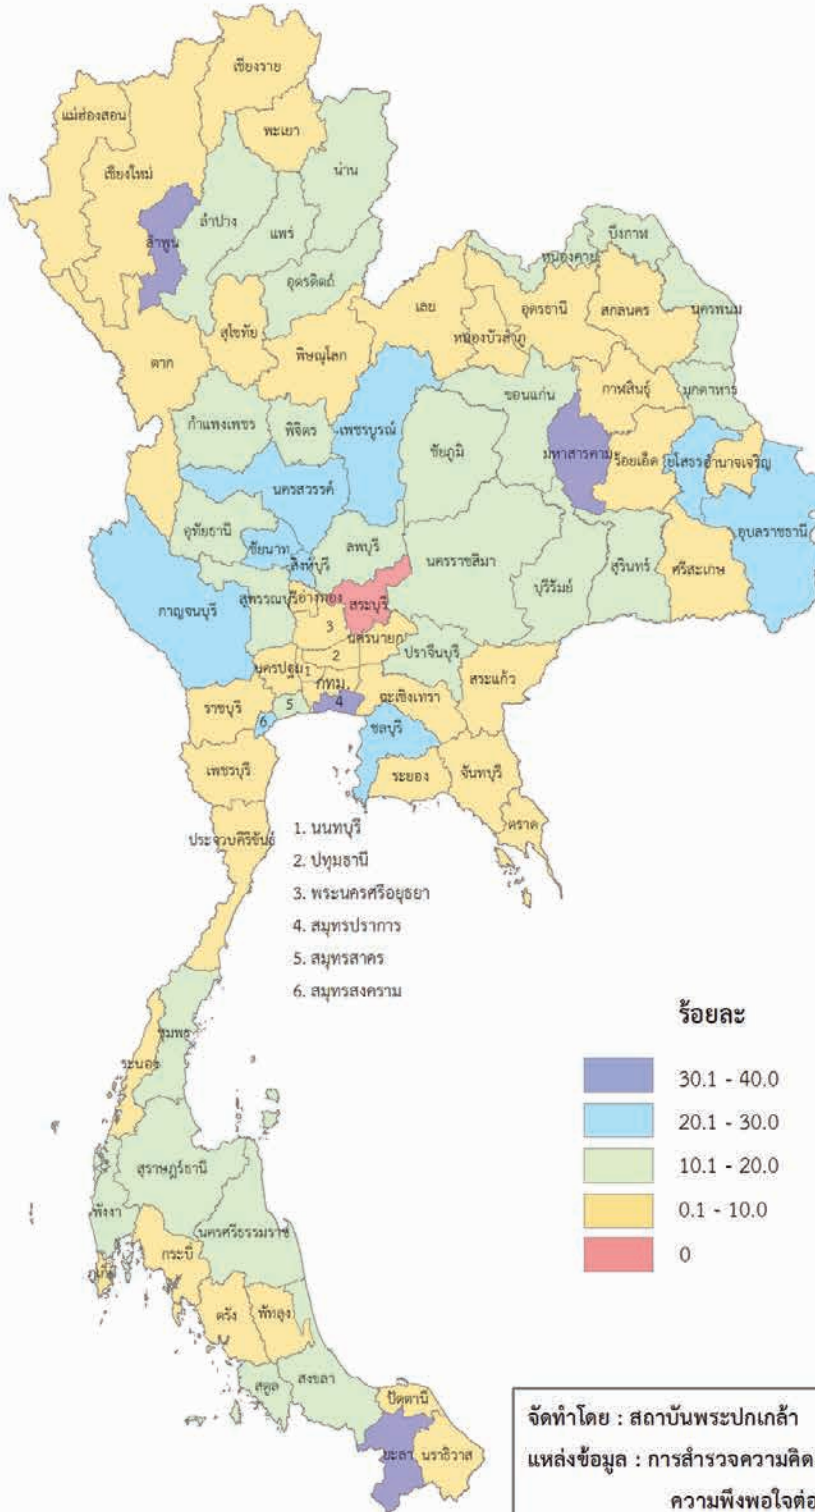 เชียงราย
แม่ฮ่องสอน
พะเยา
เชียงใหม่
น่าน
ลำปาง
แพร่
ลำพูน
อุตรดิตถ์
บึงกาฬ
หนองคาย
เลย
อุดรธานี
สกลนคร
นครพนม
สุโขทัย
หนองบัวลำภู
ตาก
พิษณุโลก
กาฬสินธุ์
มุกดาหาร
ขอนแก่น
กำแพงเพชร
พิจิตร
เพชรบูรณ์
ชัยภูมิ
มหาสารคาม
ร้อยเอ็ด
ยโสธร
อำนาจเจริญ
นครสวรรค์
อุบลราชธานี
อุทัยธานี
ชัยนาท
ลพบุรี
สิงห์บุรี
นครราชสีมา
บุรีรัมย์
สุรินทร์
ศรีสะเกษ
กาญจนบุรี
สุพรรณบุรี
อ่างทอง
สระบุรี
3
นครนายก
2
ปราจีนบุรี
นครปฐม
1
กทม.
สระแก้ว
ราชบุรี
6
5
4
ฉะเชิงเทรา
ชลบุรี
เพชรบุรี
ระยอง
จันทบุรี
ตราด
ประจวบคีรีขันธ์
1. นนทบุรี
2. ปทุมธานี
3. พระนครศรีอยุธยา
4. สมุทรปราการ
5. สมุทรสาคร
6. สมุทรสงคราม
ชุมพร
ระนอง
สุราษฎร์ธานี
พังงา
นครศรีธรรมราช
กระบี่
ภูเก็ต
ตรัง
พัทลุง
สตูล
สงขลา
ปัตตานี
ยะลา
นราธิวาส
ร้อยละ
30.1 - 40.0
20.1 - 30.0
10.1 - 20.0
0.1 - 10.0
0
จัดทำโดย : สถาบันพระปกเกล้า
แหล่งข้อมูล : การสำรวจความคิด
ความพึงพอใจต่อ